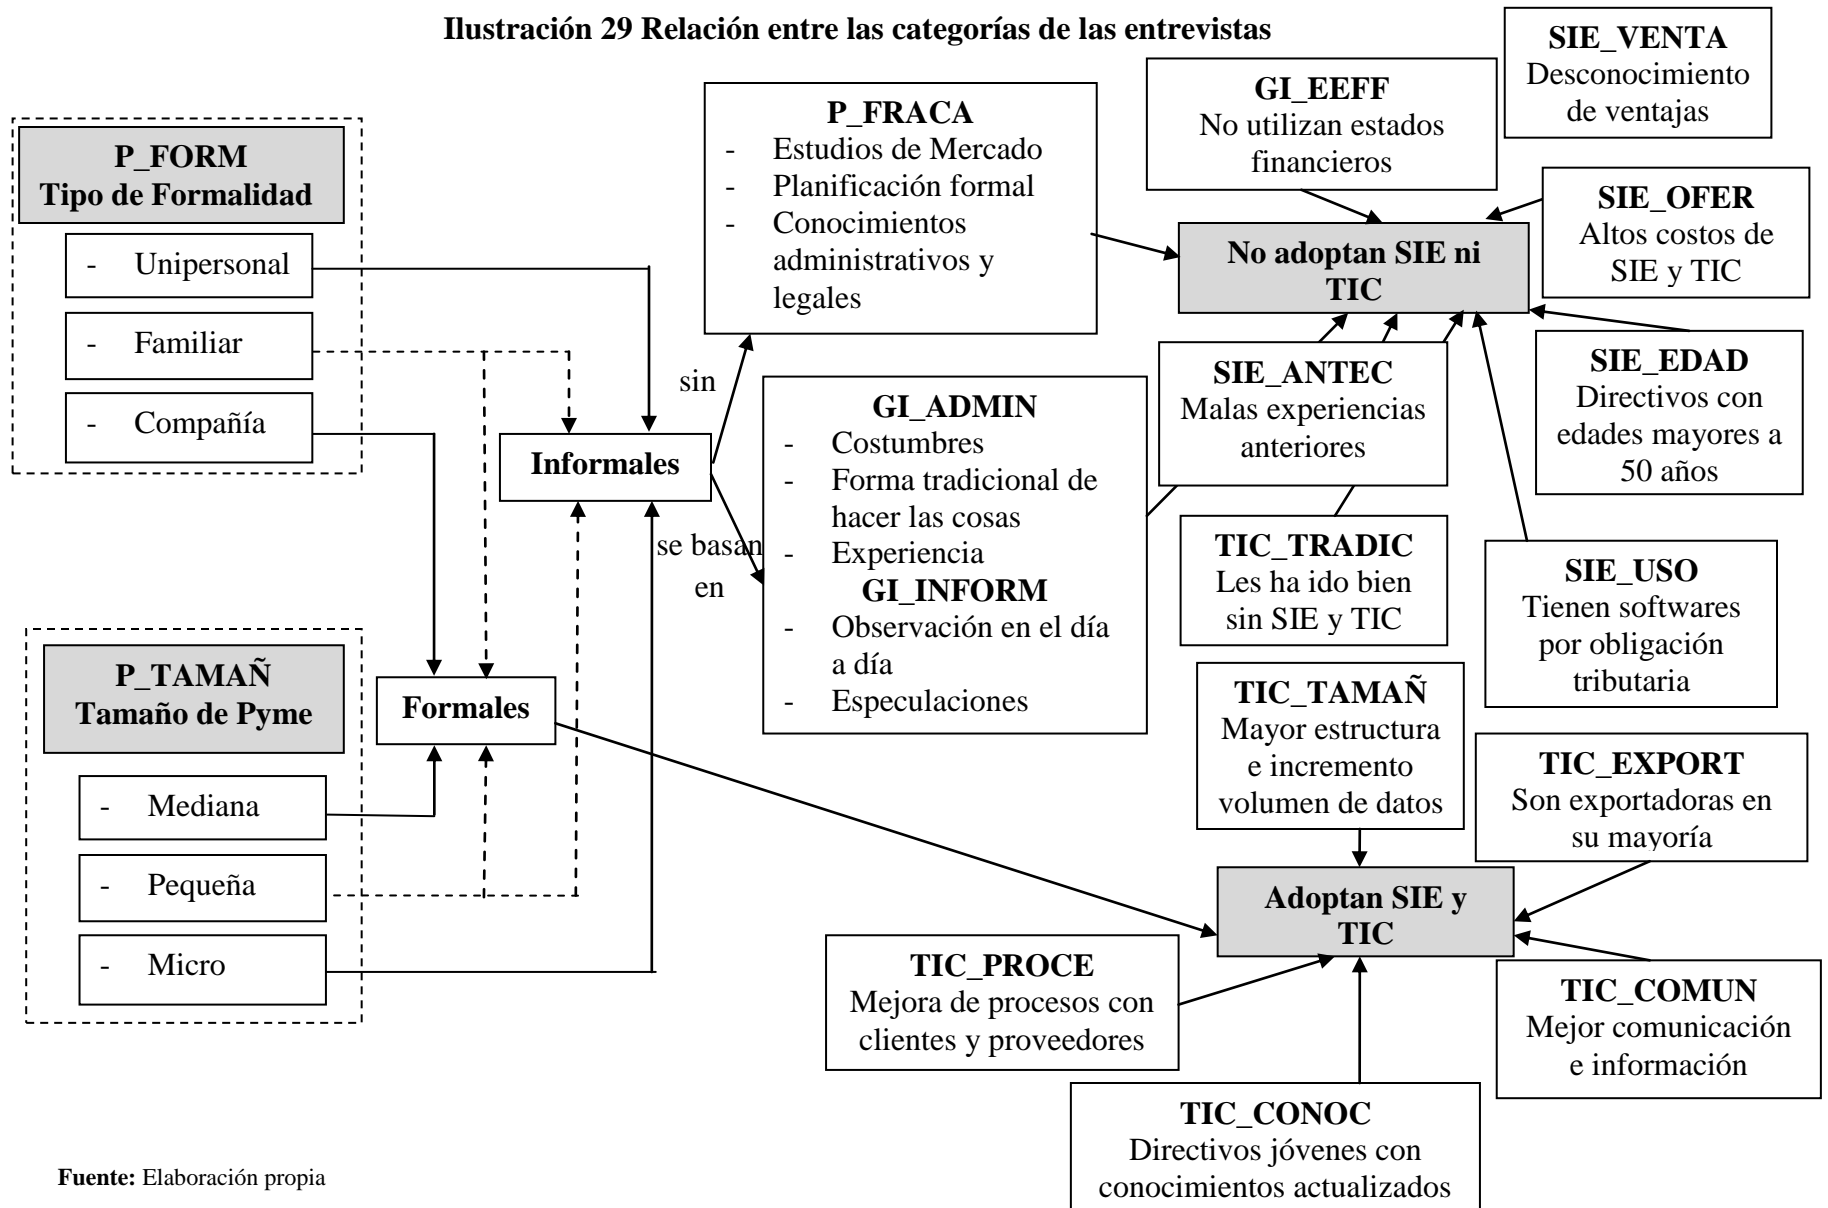 Ilustración 29 Relación entre las categorías de las entrevistas
P_FORM
Tipo de Formalidad
- Unipersonal
- Familiar
- Compañía
P_TAMAÑ
Tamaño de Pyme
- Mediana
- Pequeña
- Micro
Formales
Informales
sin
se basan
en
P_FRACA
- Estudios de Mercado
- Planificación formal
- Conocimientos
administrativos y
legales
GI_ADMIN
- Costumbres
- Forma tradicional de
hacer las cosas
- Experiencia
GI_INFORM
- Observación en el día
a día
- Especulaciones
GI_EEFF
No utilizan estados
financieros
SIE_VENTA
Desconocimiento
de ventajas
SIE_OFER
Altos costos de
SIE y TIC
No adoptan SIE ni
TIC
SIE_ANTEC
Malas experiencias
anteriores
SIE_EDAD
Directivos con
edades mayores a
50 años
TIC_TRADIC
Les ha ido bien
sin SIE y TIC
SIE_USO
Tienen softwares
por obligación
tributaria
TIC_TAMAÑ
Mayor estructura
e incremento
volumen de datos
TIC_EXPORT
Son exportadoras en
su mayoría
Adoptan SIE y
TIC
TIC_PROCE
Mejora de procesos con
clientes y proveedores
TIC_COMUN
Mejor comunicación
e información
TIC_CONOC
Directivos jóvenes con
conocimientos actualizados
Fuente: Elaboración propia